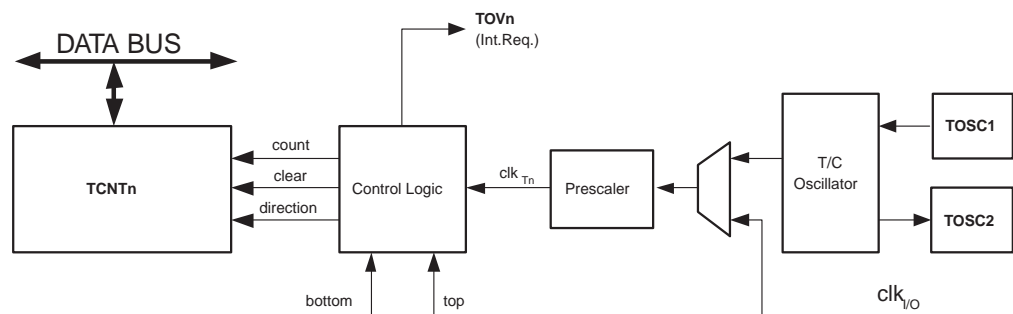 TOVn
(Int.Req.)
DATA BUS
TOSC1
count
T/C
Oscillator
TCNTn
clear
Control Logic
clk Tn
Prescaler
direction
TOSC2
bottom
top
clk I/O